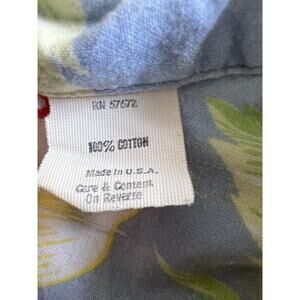 RN 57672
100% COTTON
Made in U.S.A.
Care & Content
On Reverse